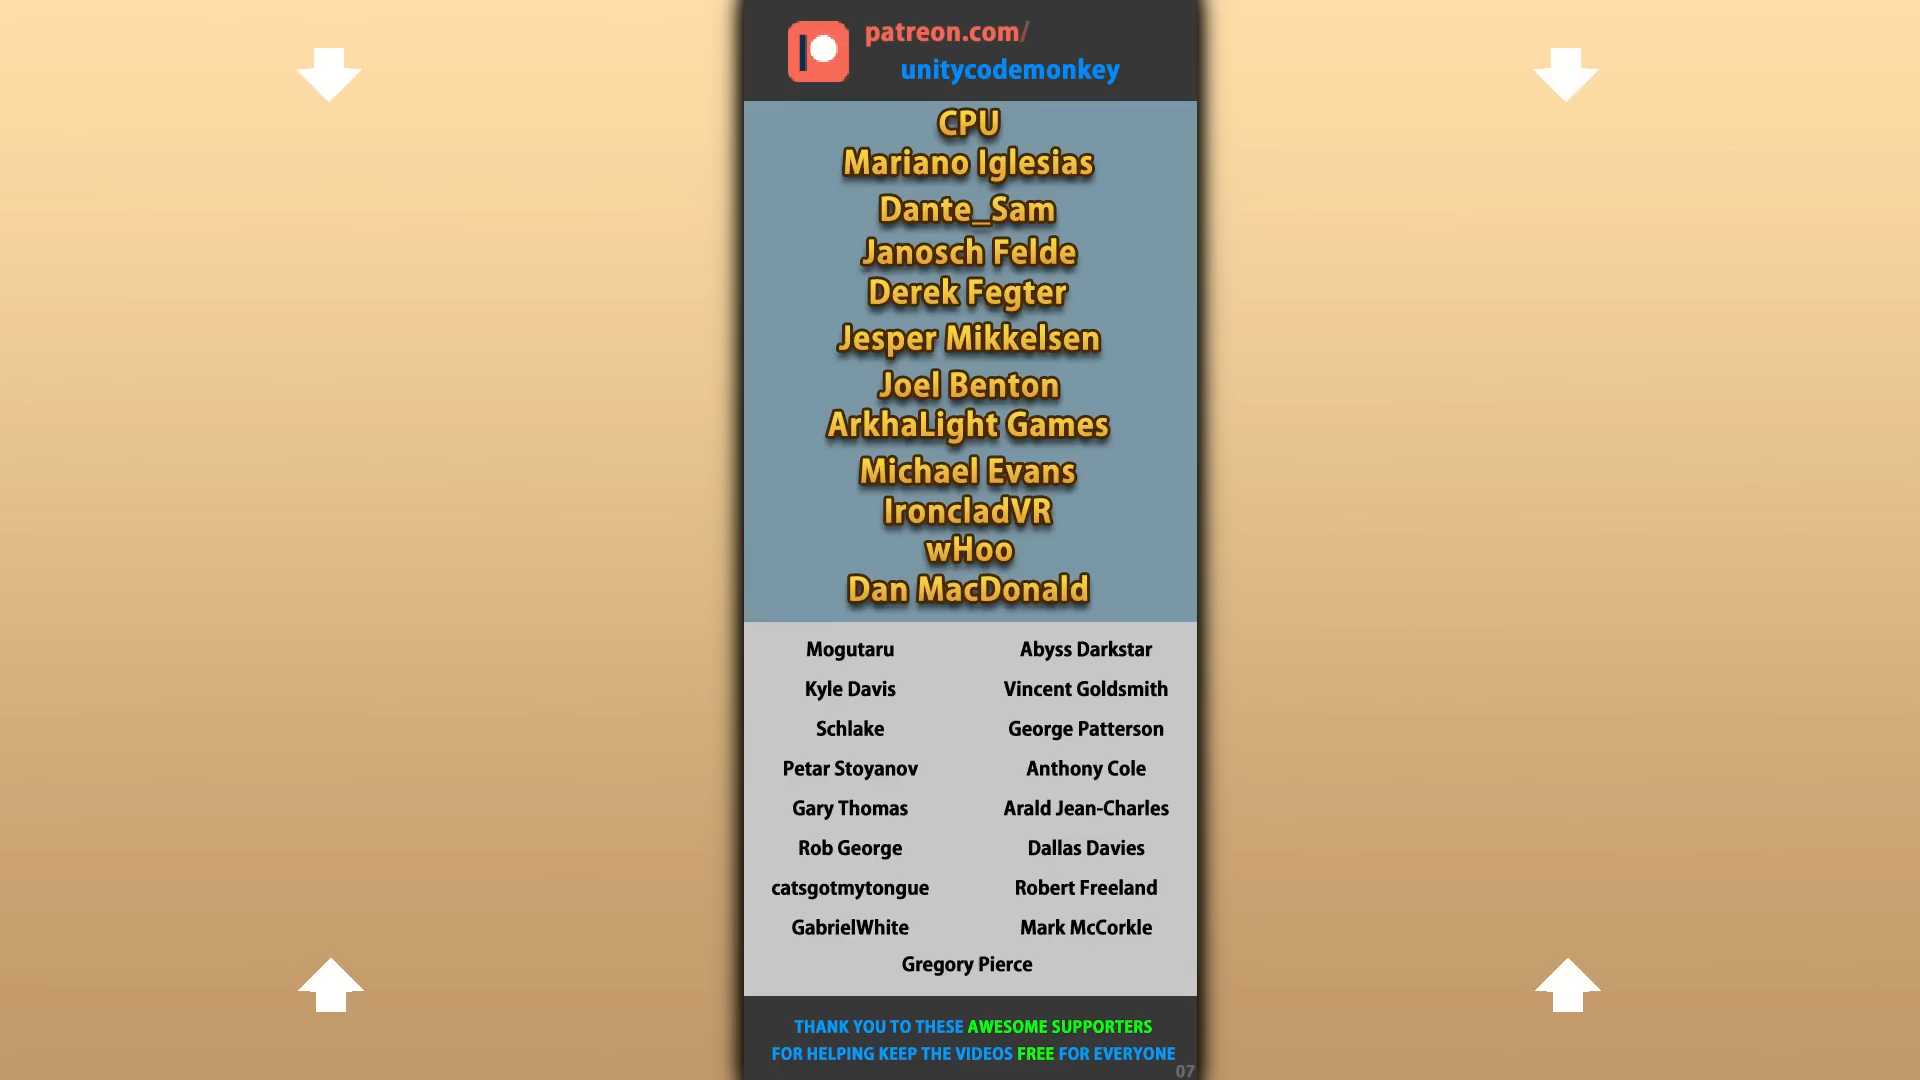 patreon.com/
unitycodemonkey
CPU
Mariano Iglesias
Dante_Sam
Janosch Felde
Derek Fegter
Jesper Mikkelsen
Joel Benton
ArkhaLight Games
Michael Evans
IroncladVR
wHoo
Dan MacDonald
Mogutaru
Abyss Darkstar
Kyle Davis
Vincent Goldsmith
Schlake
George Patterson
Petar Stoyanov
Anthony Cole
Gary Thomas
Arald Jean-Charles
Rob George
Dallas Davies
catsgotmytongue
Robert Freeland
GabrielWhite
Mark McCorkle
Gregory Pierce
THANK YOU TO THESE AWESOME SUPPORTERS
FOR HELPING KEEP THE VIDEOS FREE FOR EVERYONE
07